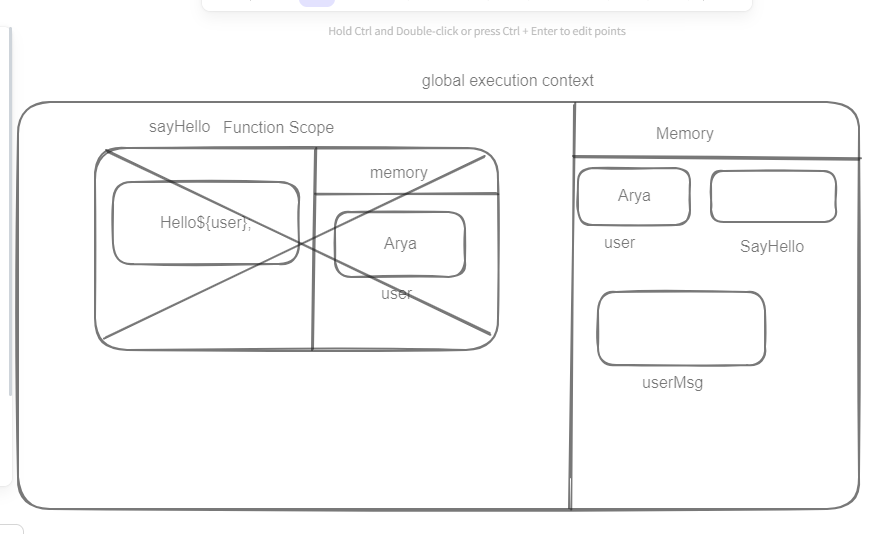 Hold Ctrl and Double-click or press Ctrl + Enter to edit points
global execution context
sayHello Function Scope
Memory
memory
Hello${user},
Arya
user
Arya
user
SayHello
userMsg